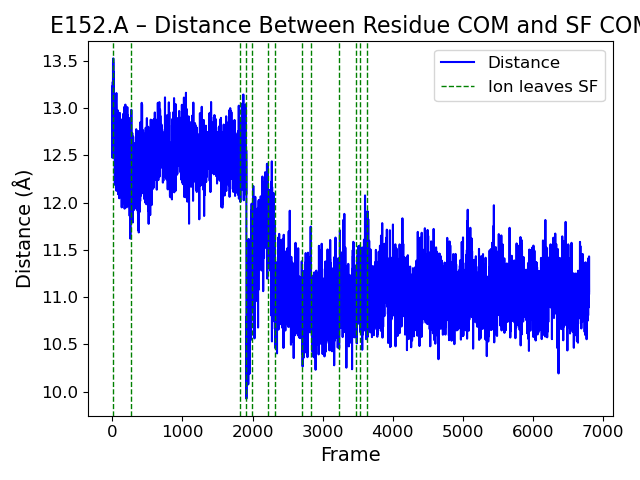 E152.A – Distance Between Residue COM and SF COM
Distance
Ion leaves SF
Distance (Å)
13.5
13.0
12.5
12.0
11.5
11.0
10.5
10.0
0 1000 2000 3000 4000 5000 6000 7000
Frame